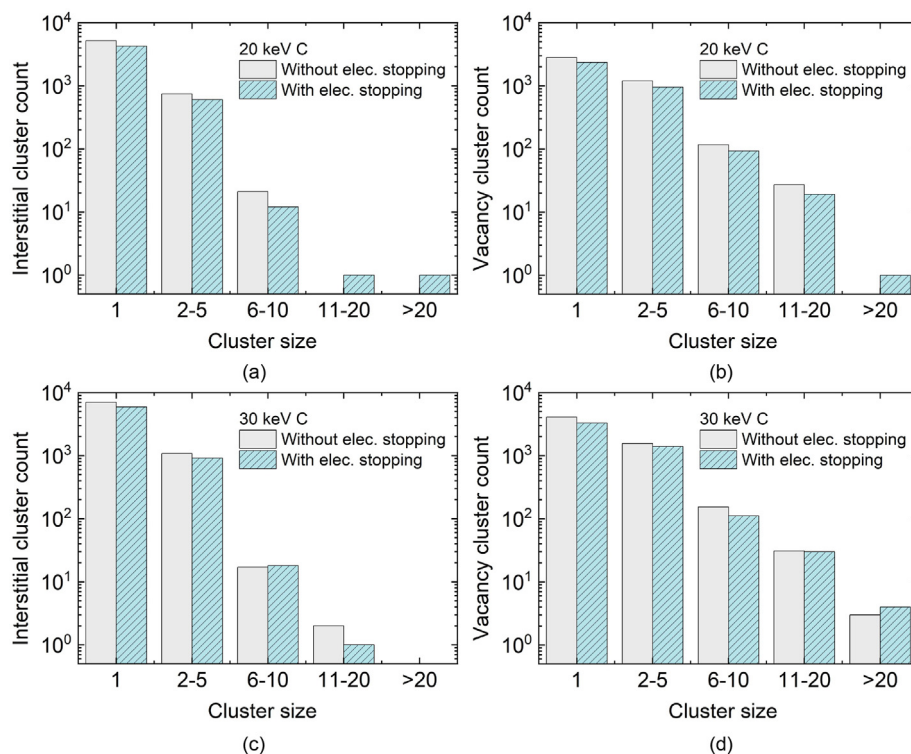 20 keV C
Without elec. stopping
With elec. stopping
Interstitial cluster count
10^4
10^3
10^2
10^1
10^0
1 2-5 6-10 11-20 >20
Cluster size
(a)
20 keV C
Without elec. stopping
With elec. stopping
Vacancy cluster count
10^4
10^3
10^2
10^1
10^0
1 2-5 6-10 11-20 >20
Cluster size
(b)
30 keV C
Without elec. stopping
With elec. stopping
Interstitial cluster count
10^4
10^3
10^2
10^1
10^0
1 2-5 6-10 11-20 >20
Cluster size
(c)
30 keV C
Without elec. stopping
With elec. stopping
Vacancy cluster count
10^4
10^3
10^2
10^1
10^0
1 2-5 6-10 11-20 >20
Cluster size
(d)